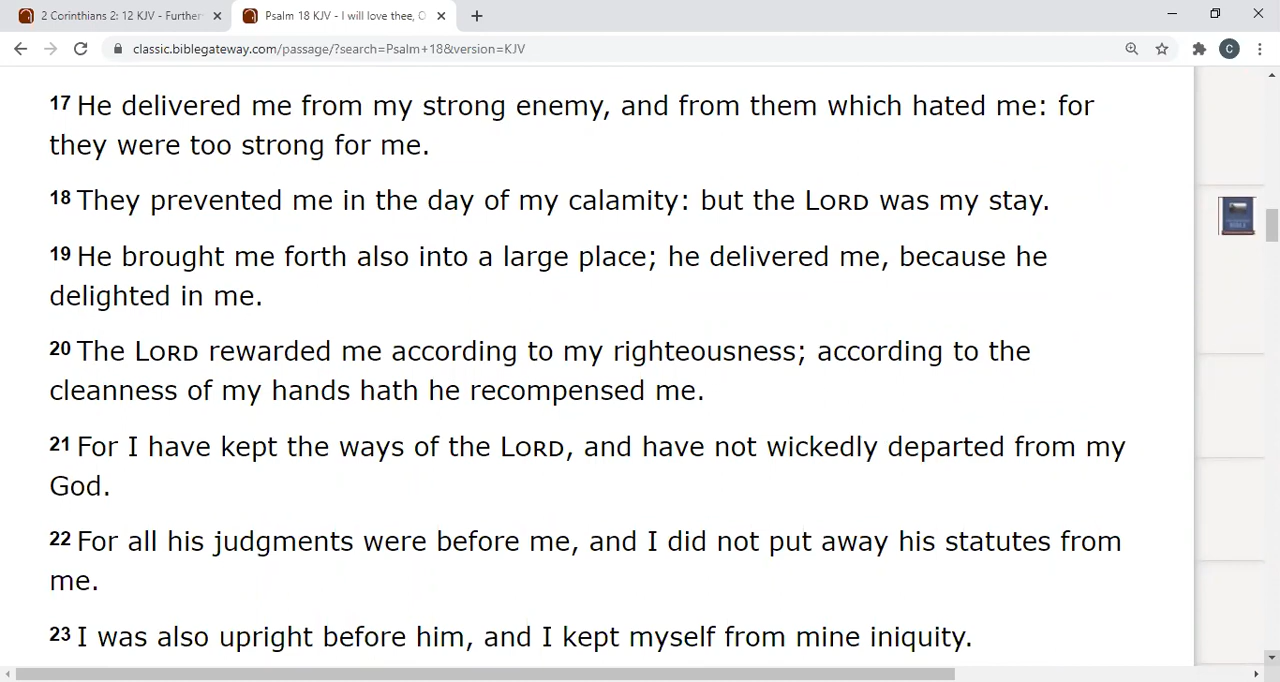 2 Corinthians 2: 12 KJV - Further
Psalm 18 KJV - I will love thee, O
classic.biblegateway.com/passage/?search=Psalm+18&version=KJV
C
17 He delivered me from my strong enemy, and from them which hated me: for
they were too strong for me.
18 They prevented me in the day of my calamity: but the LORD was my stay.
19 He brought me forth also into a large place; he delivered me, because he
delighted in me.
20 The LORD rewarded me according to my righteousness; according to the
cleanness of my hands hath he recompensed me.
21 For I have kept the ways of the LORD, and have not wickedly departed from my
God.
22 For all his judgments were before me, and I did not put away his statutes from
me.
23 I was also upright before him, and I kept myself from mine iniquity.